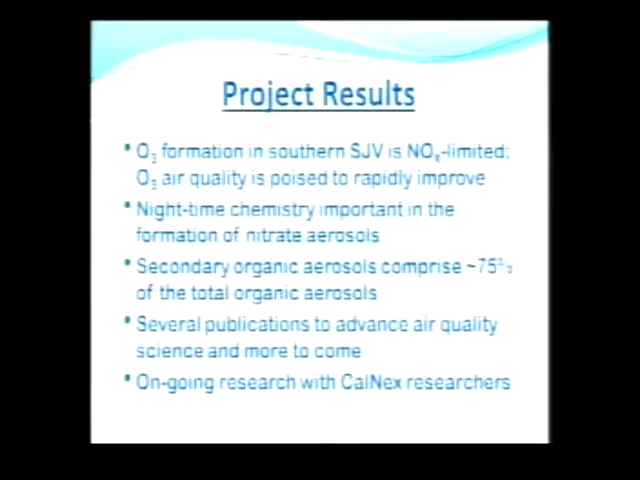 Project Results
• O₃ formation in southern SJV is NOₓ-limited;
O₃ air quality is poised to rapidly improve
• Night-time chemistry important in the
formation of nitrate aerosols
• Secondary organic aerosols comprise ~75%
of the total organic aerosols
• Several publications to advance air quality
science and more to come
• On-going research with CalNex researchers